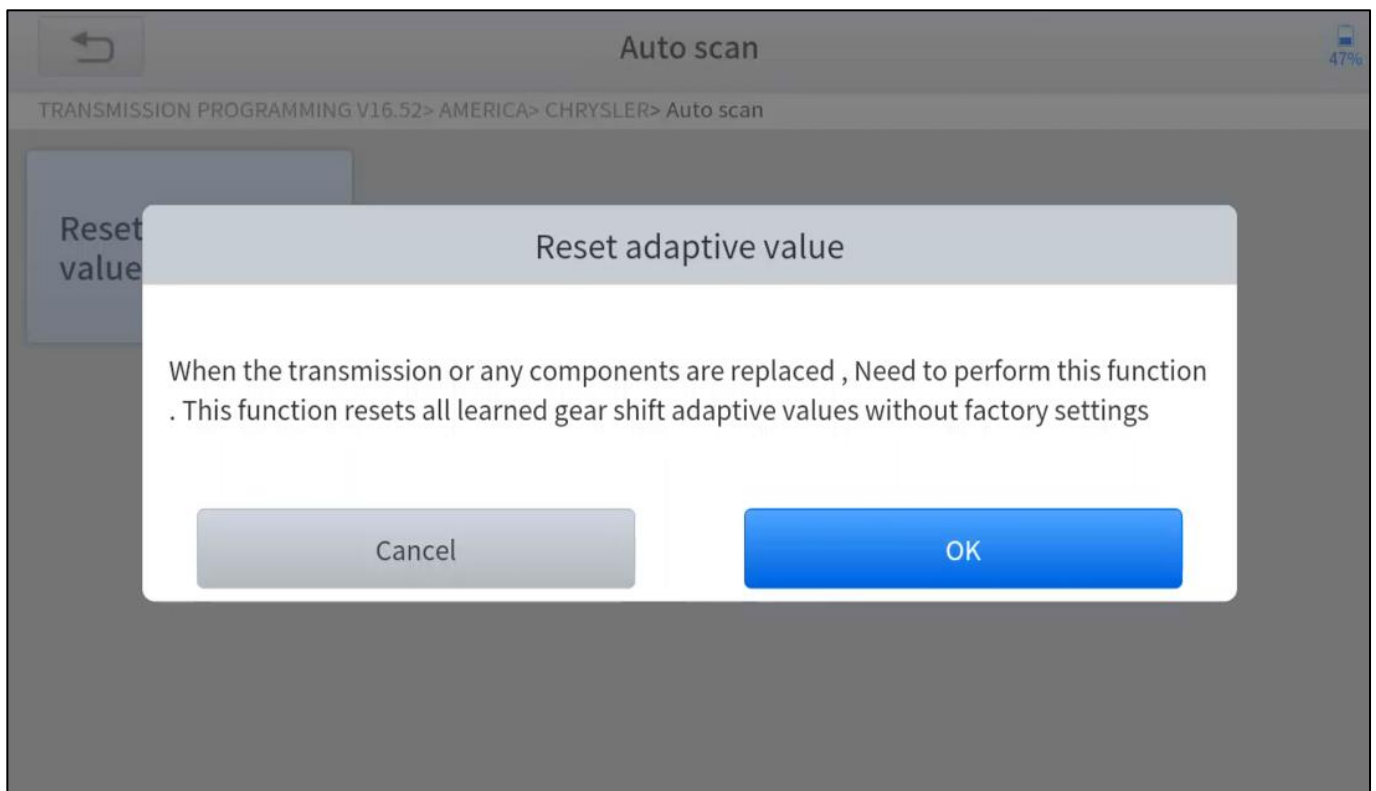 Auto scan
47%
TRANSMISSION PROGRAMMING V16.52> AMERICA> CHRYSLER> Auto scan
Reset
value
Reset adaptive value
When the transmission or any components are replaced , Need to perform this function
. This function resets all learned gear shift adaptive values without factory settings
Cancel
OK